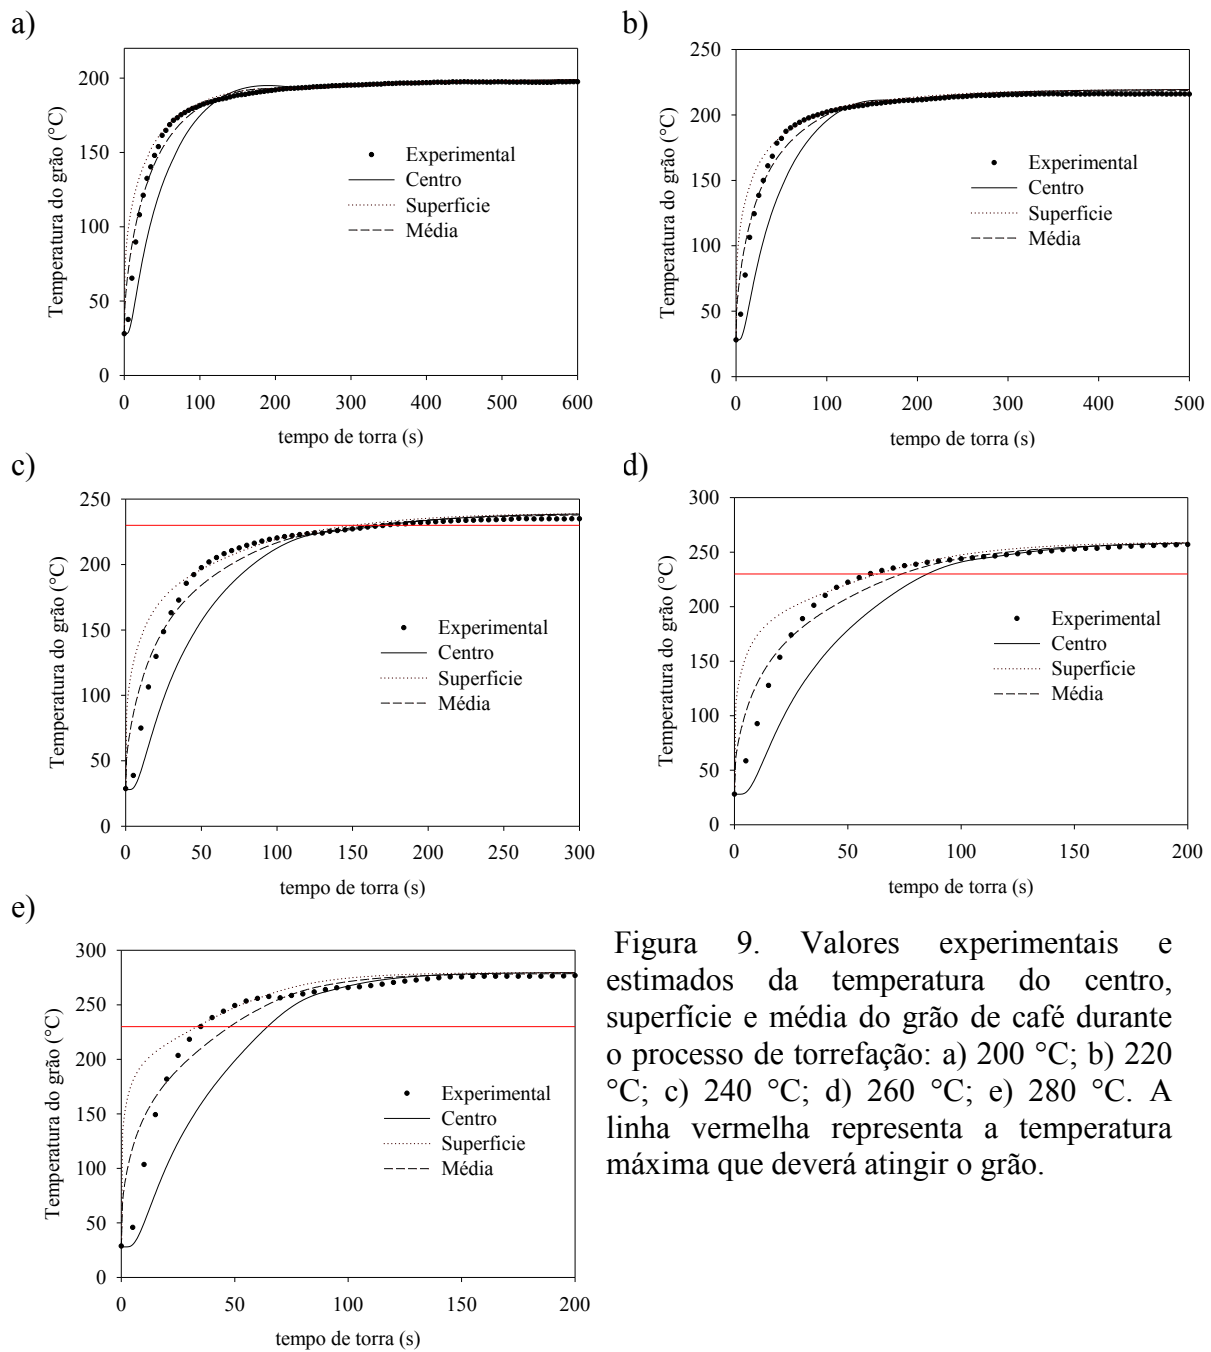 a)
Temperatura do grão (°C)
200
150
100
50
0
Experimental
Centro
Superfície
Média
0 100 200 300 400 500 600
tempo de torra (s)
b)
Temperatura do grão (°C)
250
200
150
100
50
0
Experimental
Centro
Superfície
Média
0 100 200 300 400 500
tempo de torra (s)
c)
Temperatura do grão (°C)
250
200
150
100
50
0
Experimental
Centro
Superfície
Média
0 50 100 150 200 250 300
tempo de torra (s)
d)
Temperatura do grão (°C)
300
250
200
150
100
50
0
Experimental
Centro
Superfície
Média
0 50 100 150 200
tempo de torra (s)
e)
Temperatura do grão (°C)
300
250
200
150
100
50
0
Experimental
Centro
Superfície
Média
0 50 100 150 200
tempo de torra (s)
Figura 9. Valores experimentais e
estimados da temperatura do centro,
superfície e média do grão de café durante
o processo de torrefação: a) 200 °C; b) 220
°C; c) 240 °C; d) 260 °C; e) 280 °C. A
linha vermelha representa a temperatura
máxima que deverá atingir o grão.